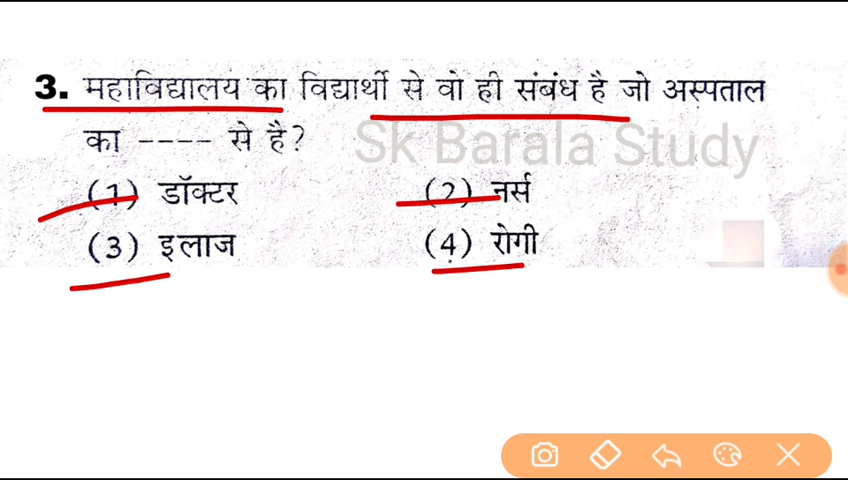 3. महाविद्यालय का विद्यार्थी से वो ही संबंध है जो अस्पताल
का ---- से है?
Sk Barala Study
(1) डॉक्टर (2) नर्स
(3) इलाज (4) रोगी